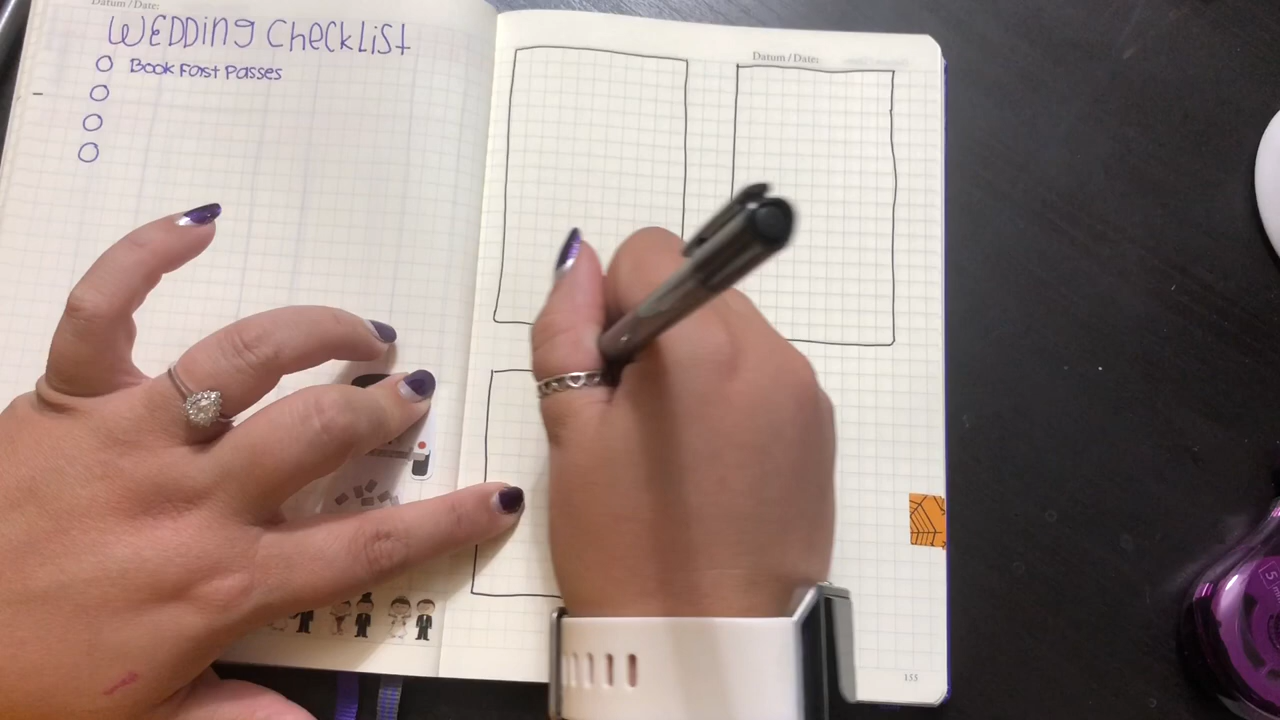 Datum / Date:
WEDDING CHECKLIST
BOOK FAST PASSES
Datum / Date:
155